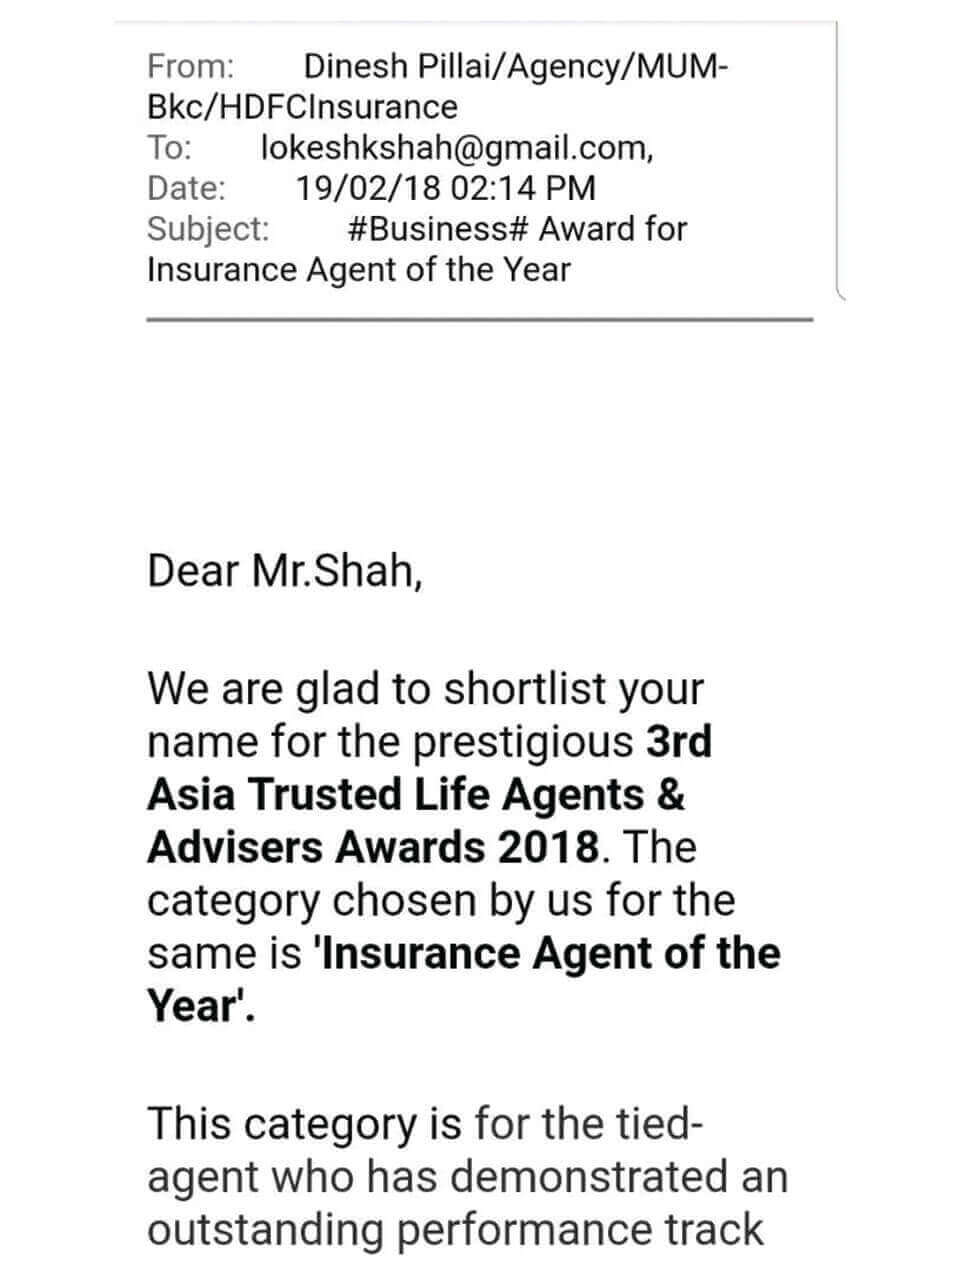 From: Dinesh Pillai/Agency/MUM-
Bkc/HDFCInsurance
To: lokeshkshah@gmail.com,
Date: 19/02/18 02:14 PM
Subject: #Business# Award for
Insurance Agent of the Year
Dear Mr.Shah,
We are glad to shortlist your
name for the prestigious 3rd
Asia Trusted Life Agents &
Advisers Awards 2018. The
category chosen by us for the
same is 'Insurance Agent of the
Year'.
This category is for the tied-
agent who has demonstrated an
outstanding performance track